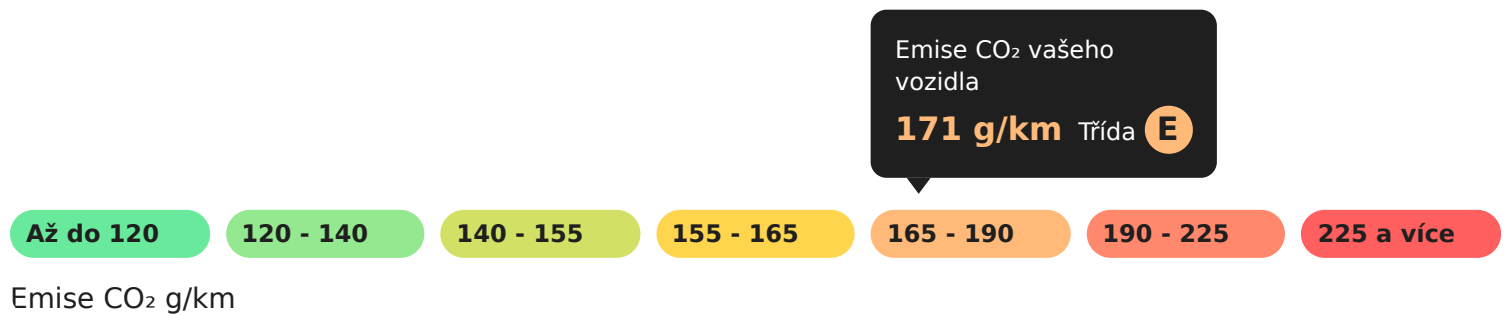 Emise CO₂ vašeho
vozidla
171 g/km Třída E
Až do 120
120 - 140
140 - 155
155 - 165
165 - 190
190 - 225
225 a více
Emise CO₂ g/km